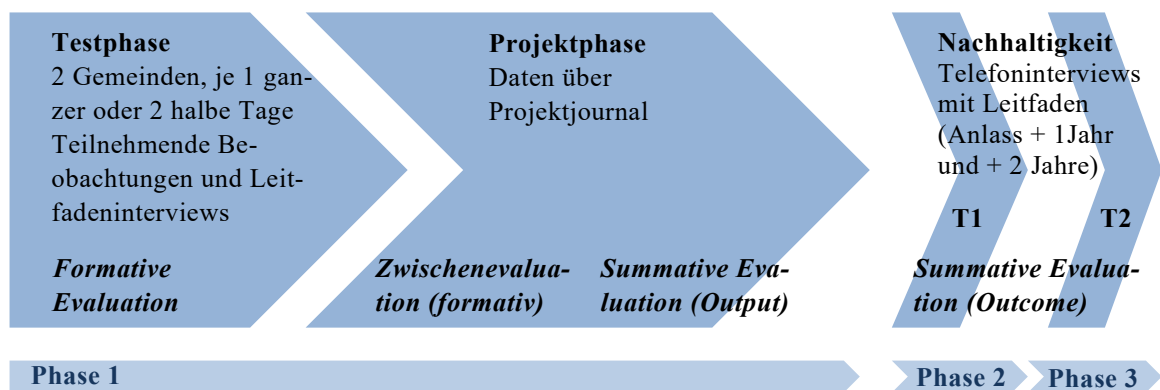 Testphase
2 Gemeinden, je 1 gan-
zer oder 2 halbe Tage
Teilnehmende Be-
obachtungen und Leit-
fadeninterviews
Formative
Evaluation
Projektphase
Daten über
Projektjournal
Zwischenevalua-
tion (formativ)
Summative Eva-
luation (Output)
Nachhaltigkeit
Telefoninterviews
mit Leitfaden
(Anlass + 1Jahr
und + 2 Jahre)
T1
T2
Summative Evalua-
tion (Outcome)
Phase 1
Phase 2
Phase 3